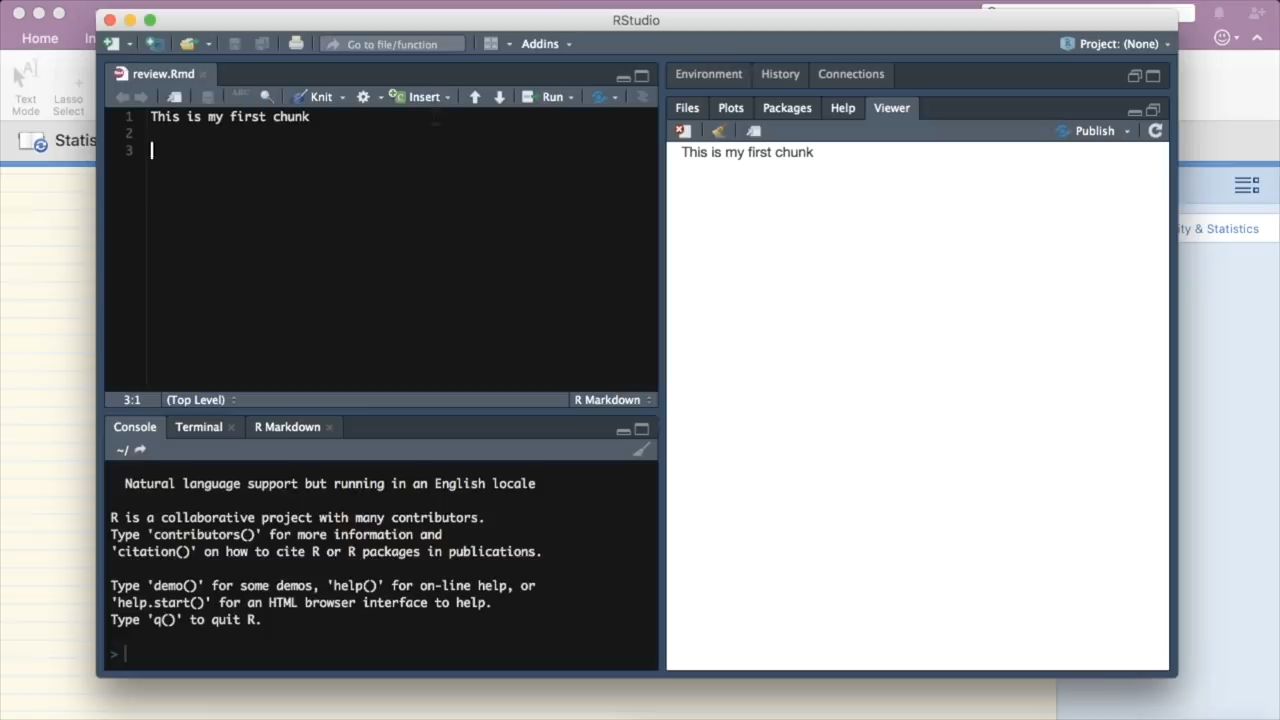 RStudio
Home
In
Go to file/function
Addins
Project: (None)
Text
Mode
Lasso
Select
Statis
review.Rmd
ABC
Knit
Insert
Run
1 This is my first chunk
2
3
3:1 (Top Level)
R Markdown
Console
Terminal
R Markdown
~/
Natural language support but running in an English locale
R is a collaborative project with many contributors.
Type 'contributors()' for more information and
'citation()' on how to cite R or R packages in publications.
Type 'demo()' for some demos, 'help()' for on-line help, or
'help.start()' for an HTML browser interface to help.
Type 'q()' to quit R.
>
Environment
History
Connections
Files
Plots
Packages
Help
Viewer
Publish
This is my first chunk
ity & Statistics